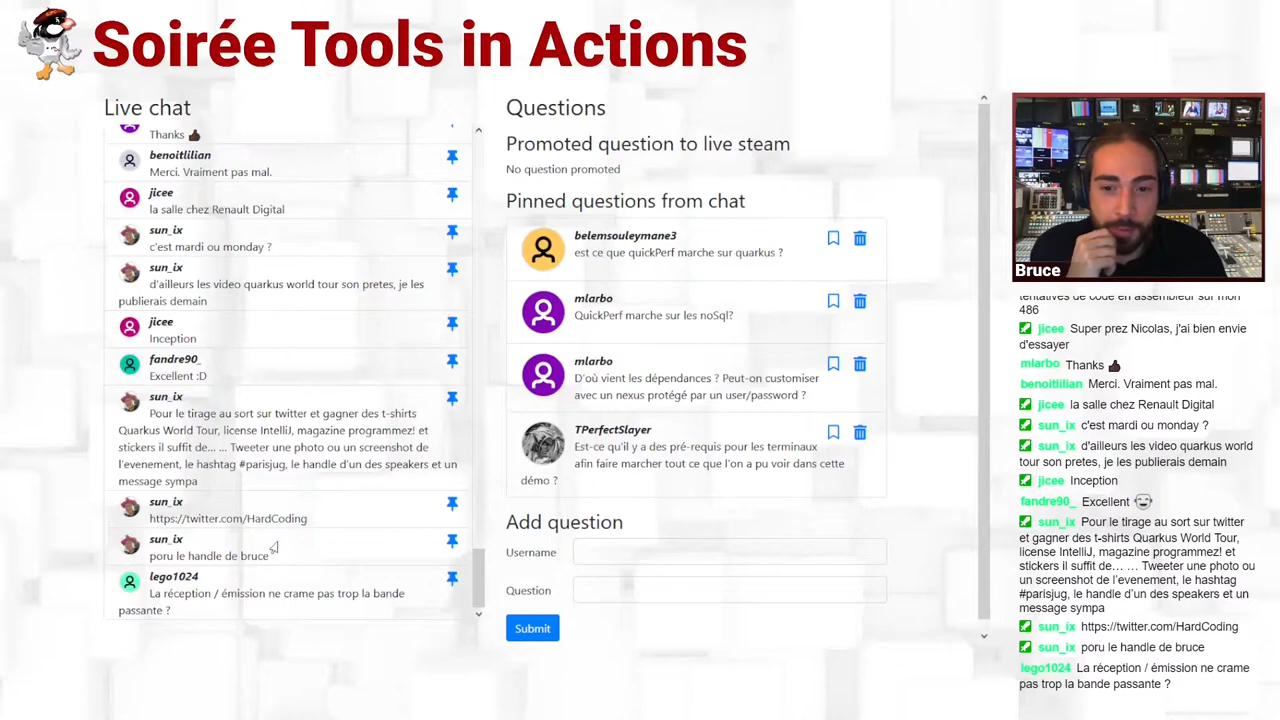 Soirée Tools in Actions
Live chat
Thanks
benoitlilian
Merci. Vraiment pas mal.
jicee
la salle chez Renault Digital
sun_ix
c'est mardi ou monday ?
sun_ix
d'ailleurs les video quarkus world tour son pretes, je les
publierais demain
jicee
Inception
fandre90_
Excellent :D
sun_ix
Pour le tirage au sort sur twitter et gagner des t-shirts
Quarkus World Tour, license IntelliJ, magazine programmez! et
stickers il suffit de... ... Tweeter une photo ou un screenshot de
l'evenement, le hashtag #parisjug, le handle d'un des speakers et un
message sympa
sun_ix
https://twitter.com/HardCoding
sun_ix
poru le handle de bruce
lego1024
La réception / émission ne crame pas trop la bande
passante ?
Questions
Promoted question to live steam
No question promoted
Pinned questions from chat
belemsouleymane3
est ce que quickPerf marche sur quarkus ?
mlarbo
QuickPerf marche sur les noSql?
mlarbo
D'où vient les dépendances ? Peut-on customiser
avec un nexus protégé par un user/password ?
TPerfectSlayer
Est-ce qu'il y a des pré-requis pour les terminaux
afin faire marcher tout ce que l'on a pu voir dans cette
démo ?
Add question
Username
Question
Submit
Bruce
tentatives de code en assembleur sur mon
486
jicee Super prez Nicolas, j'ai bien envie
d'essayer
mlarbo Thanks
benoitlilian Merci. Vraiment pas mal.
jicee la salle chez Renault Digital
sun_ix c'est mardi ou monday ?
sun_ix d'ailleurs les video quarkus world
tour son pretes, je les publierais demain
jicee Inception
fandre90_ Excellent
sun_ix Pour le tirage au sort sur twitter
et gagner des t-shirts Quarkus World Tour,
license IntelliJ, magazine programmez! et
stickers il suffit de… … Tweeter une photo ou
un screenshot de l'evenement, le hashtag
#parisjug, le handle d'un des speakers et un
message sympa
sun_ix https://twitter.com/HardCoding
sun_ix poru le handle de bruce
lego1024 La réception / émission ne crame
pas trop la bande passante ?